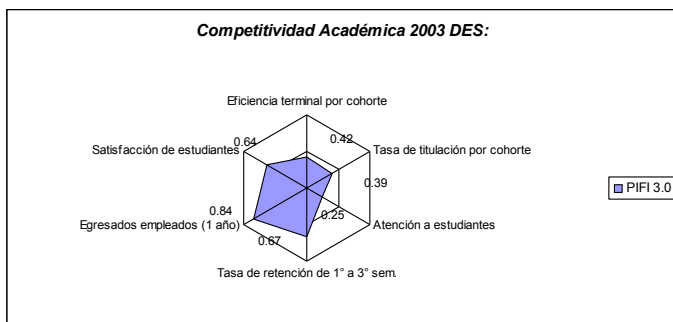 Competitividad Académica 2003 DES:
Eficiencia terminal por cohorte
0.42
0.64
Satisfacción de estudiantes
Tasa de titulación por cohorte
0.39
PIFI 3.0
0.84
0.25
Egresados empleados (1 año)
Atención a estudiantes
0.67
Tasa de retención de 1° a 3° sem.